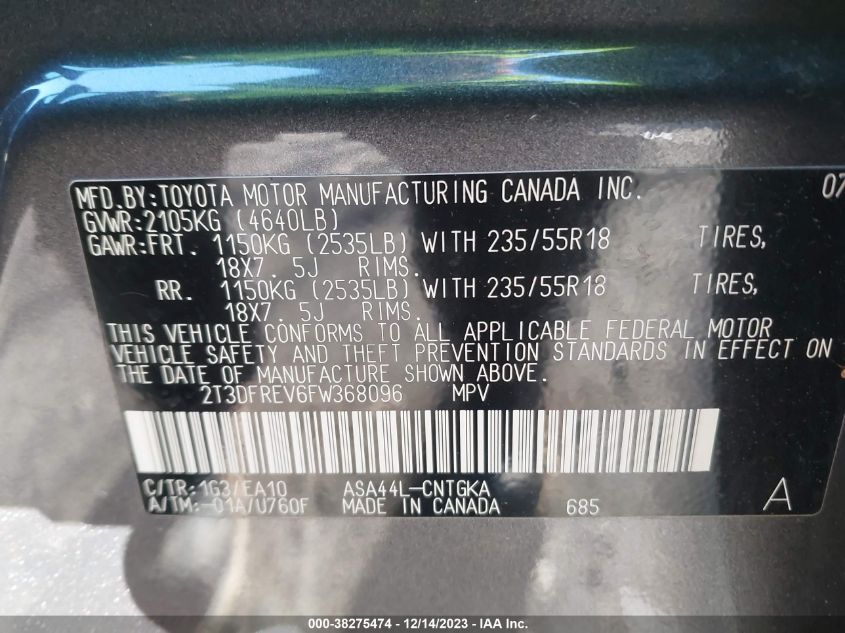 MFD.BY:TOYOTA MOTOR MANUFACTURING CANADA INC. 07
GVWR:2105KG (4640LB)
GAWR:FRT. 1150KG (2535LB) WITH 235/55R18 TIRES,
18X7. 5J RIMS.
RR. 1150KG (2535LB) WITH 235/55R18 TIRES,
18X7. 5J RIMS.
THIS VEHICLE CONFORMS TO ALL APPLICABLE FEDERAL MOTOR
VEHICLE SAFETY AND THEFT PREVENTION STANDARDS IN EFFECT ON
THE DATE OF MANUFACTURE SHOWN ABOVE.
2T3DFREV6FW368096 MPV
C/TR:1G3/EA10 ASA44L-CNTGKA
A/TM:-01A/U760F MADE IN CANADA 685 A
000-38275474 - 12/14/2023 - IAA Inc.